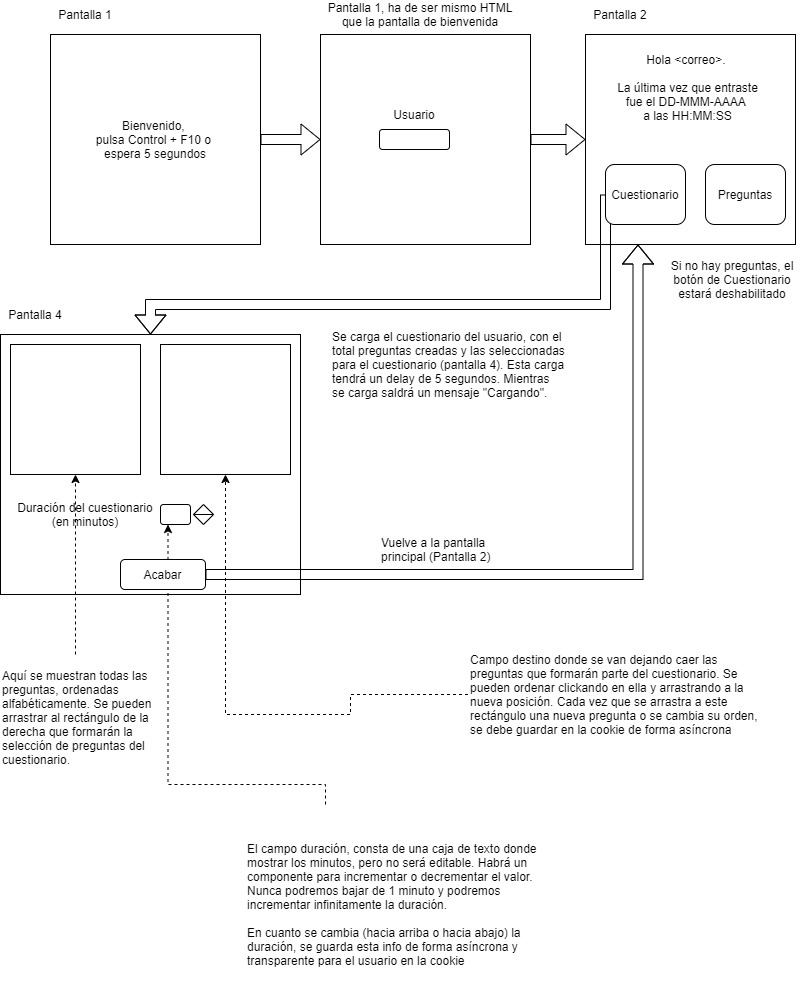 Pantalla 1
Pantalla 1, ha de ser mismo HTML
que la pantalla de bienvenida
Pantalla 2
Bienvenido,
pulsa Control + F10 o
espera 5 segundos
Usuario
Hola <correo>.
La última vez que entraste
fue el DD-MMM-AAAA
a las HH:MM:SS
Cuestionario
Preguntas
Si no hay preguntas, el
botón de Cuestionario
estará deshabilitado
Pantalla 4
Se carga el cuestionario del usuario, con el
total preguntas creadas y las seleccionadas
para el cuestionario (pantalla 4). Esta carga
tendrá un delay de 5 segundos. Mientras
se carga saldrá un mensaje "Cargando".
Duración del cuestionario
(en minutos)
Acabar
Vuelve a la pantalla
principal (Pantalla 2)
Aquí se muestran todas las
preguntas, ordenadas
alfabéticamente. Se pueden
arrastrar al rectángulo de la
derecha que formarán la
selección de preguntas del
cuestionario.
Campo destino donde se van dejando caer las
preguntas que formarán parte del cuestionario. Se
pueden ordenar clickando en ella y arrastrando a la
nueva posición. Cada vez que se arrastra a este
rectángulo una nueva pregunta o se cambia su orden,
se debe guardar en la cookie de forma asíncrona
El campo duración, consta de una caja de texto donde
mostrar los minutos, pero no será editable. Habrá un
componente para incrementar o decrementar el valor.
Nunca podremos bajar de 1 minuto y podremos
incrementar infinitamente la duración.
En cuanto se cambia (hacia arriba o hacia abajo) la
duración, se guarda esta info de forma asíncrona y
transparente para el usuario en la cookie